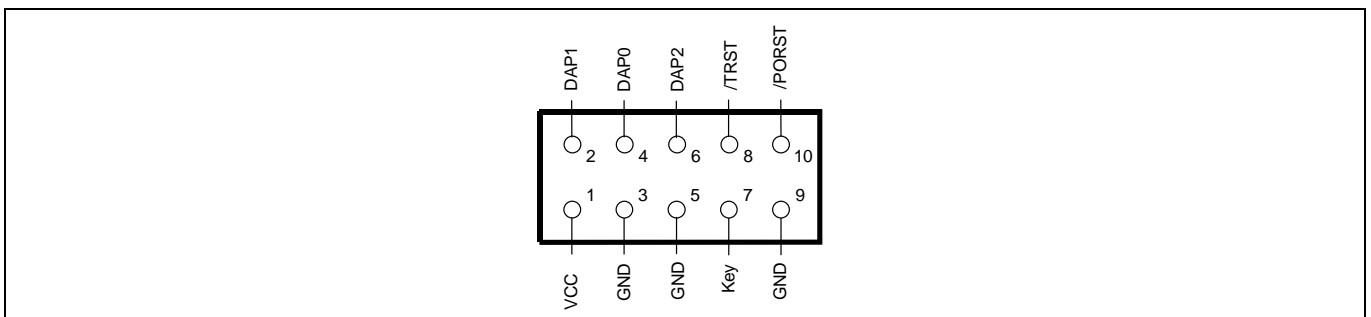 DAP1 DAP0 DAP2 /TRST /PORST
2 4 6 8 10
1 3 5 7 9
VCC GND GND Key GND